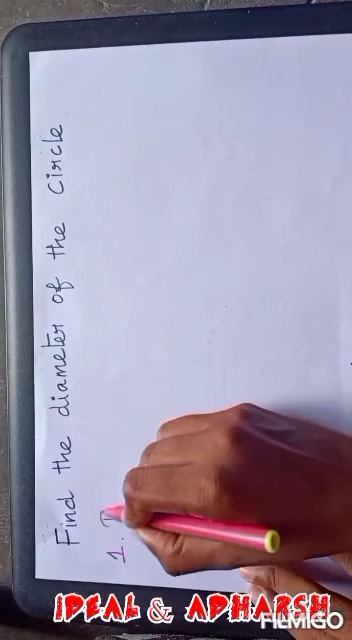 Find the diameter of the Circle
1.
IDEAL & ADHARSH
FILMIGO